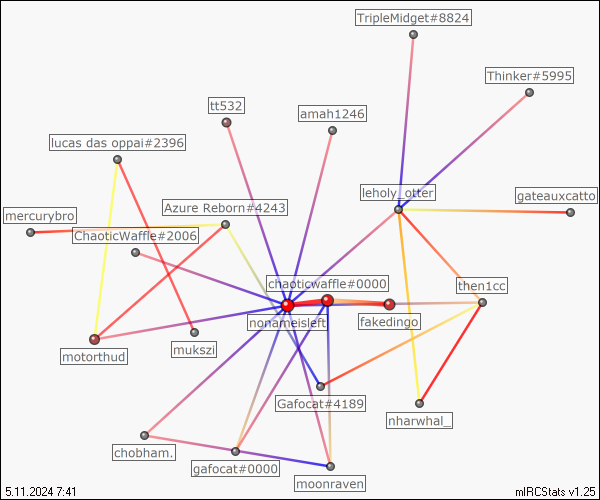 TripleMidget#8824
Thinker#5995
tt532
amah1246
lucas das oppai#2396
leholy_otter
gateauxcatto
mercurybro
Azure Reborn#4243
ChaoticWaffle#2006
chaoticwaffle#0000
then1cc
nonameisleft
fakedingo
motorthud
mukszi
Gafocat#4189
nharwhal_
chobham.
gafocat#0000
moonraven
5.11.2024 7:41
mIRCStats v1.25